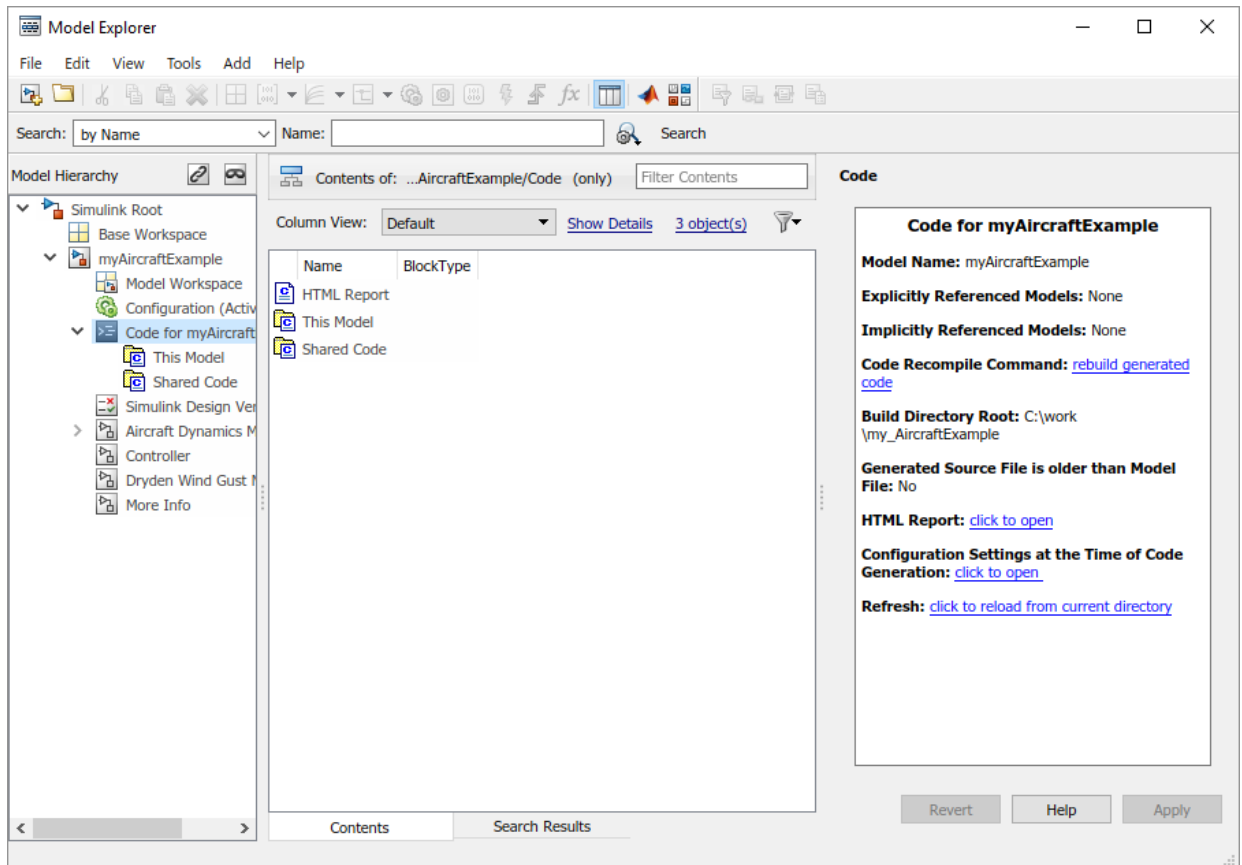 Model Explorer
File Edit View Tools Add Help
Search: by Name Name: Search
Model Hierarchy
Simulink Root
Base Workspace
myAircraftExample
Model Workspace
Configuration (Activ
Code for myAircraft
This Model
Shared Code
Simulink Design Ver
Aircraft Dynamics M
Controller
Dryden Wind Gust M
More Info
Contents of: ...AircraftExample/Code (only) Filter Contents
Column View: Default Show Details 3 object(s)
Name BlockType
HTML Report
This Model
Shared Code
Contents Search Results
Code
Code for myAircraftExample
Model Name: myAircraftExample
Explicitly Referenced Models: None
Implicitly Referenced Models: None
Code Recompile Command: rebuild generated
code
Build Directory Root: C:\work
\my_AircraftExample
Generated Source File is older than Model
File: No
HTML Report: click to open
Configuration Settings at the Time of Code
Generation: click to open
Refresh: click to reload from current directory
Revert Help Apply